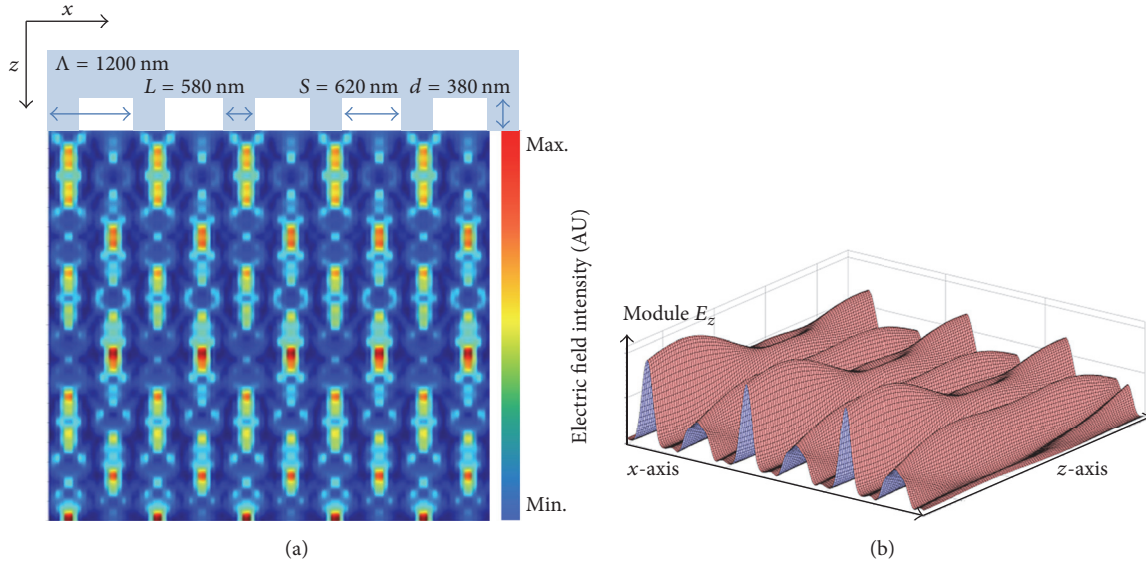 x
z
Λ = 1200 nm
L = 580 nm
S = 620 nm
d = 380 nm
Max.
Min.
Electric field intensity (AU)
(a)
Module E_z
x-axis
z-axis
(b)